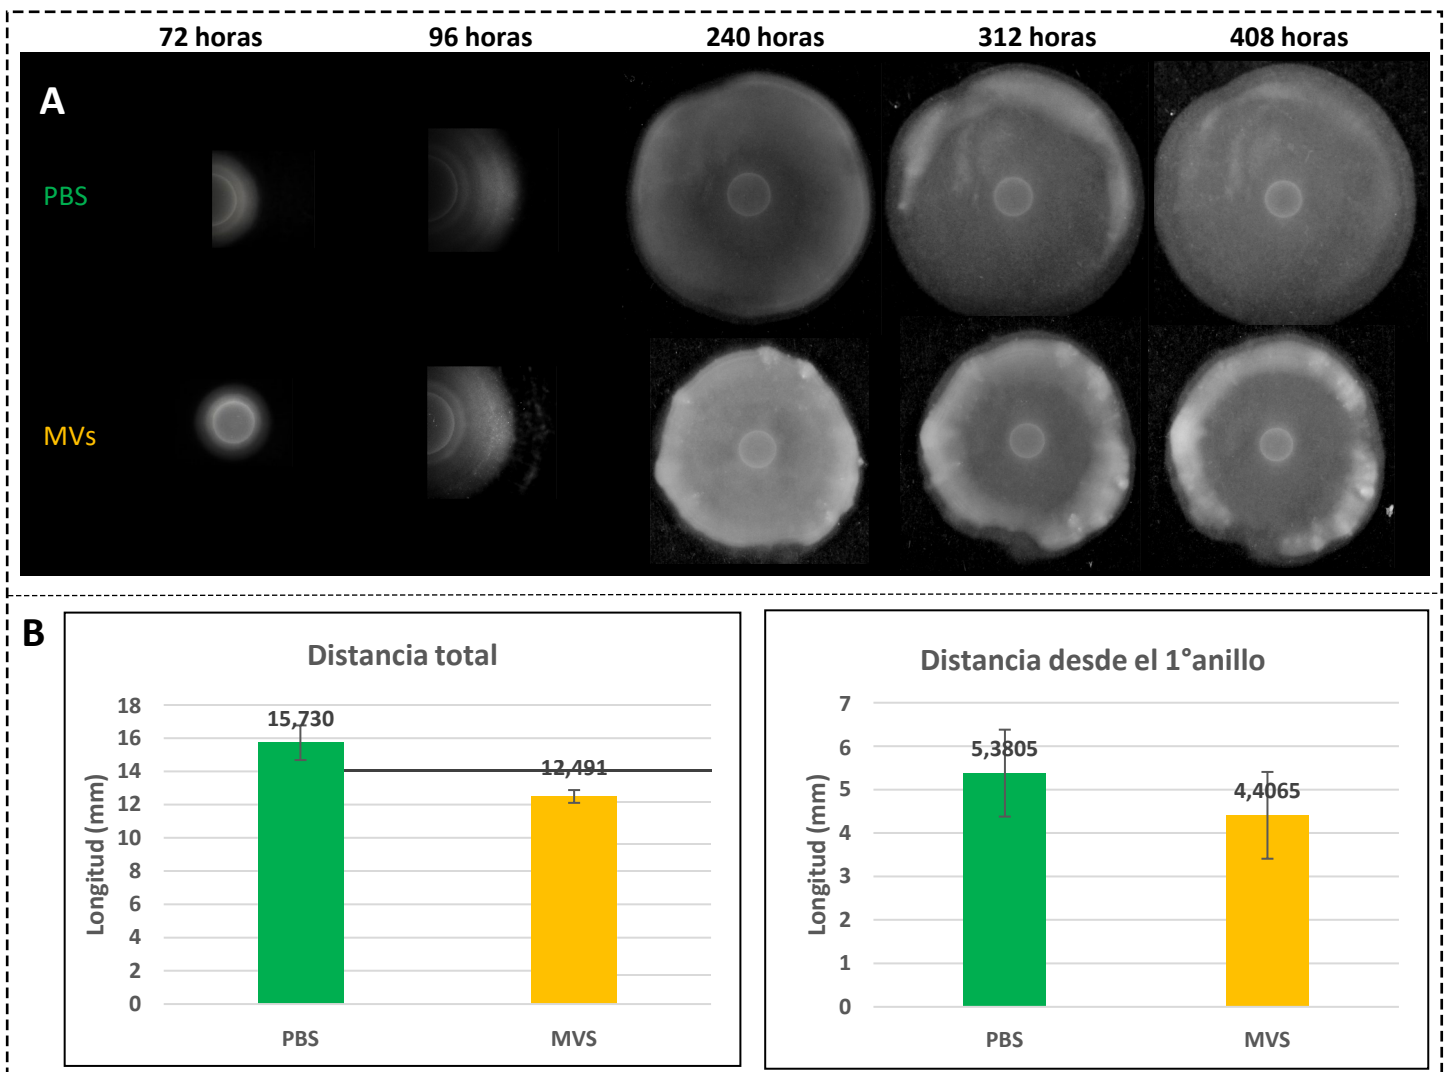 72 horas 96 horas 240 horas 312 horas 408 horas
A
PBS
MVs
B
Distancia total
Longitud (mm)
18
16
14
12
10
8
6
4
2
0
15,730
12,491
PBS MVS
Distancia desde el 1°anillo
Longitud (mm)
7
6
5
4
3
2
1
0
5,3805
4,4065
PBS MVS